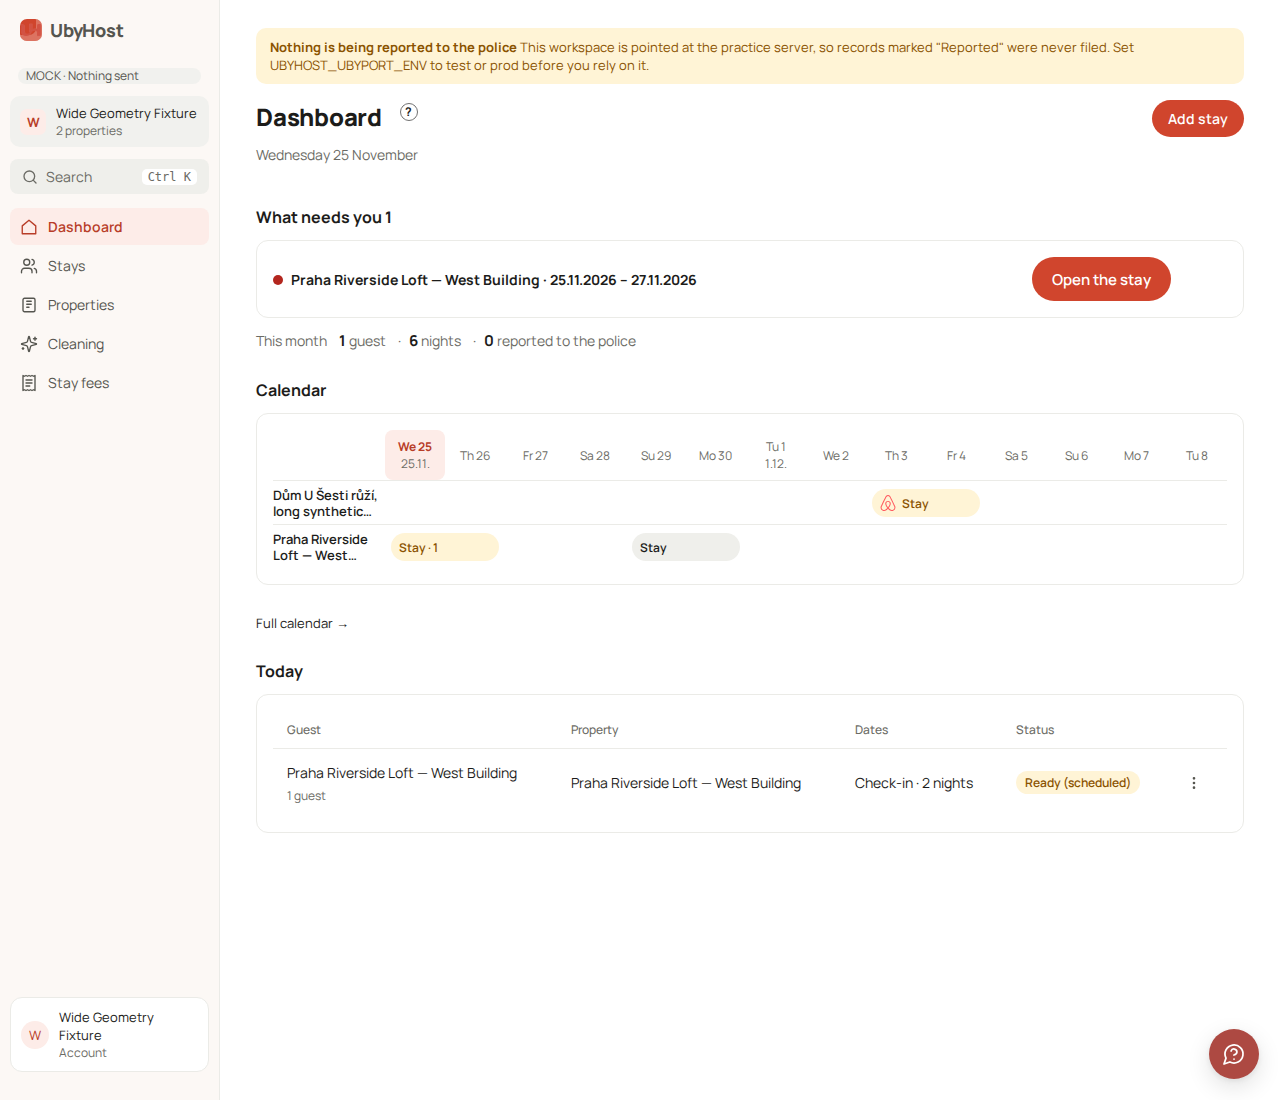 UbyHost
MOCK · Nothing sent
W
Wide Geometry Fixture
2 properties
Search
Ctrl K
Dashboard
Stays
Properties
Cleaning
Stay fees
W
Wide Geometry
Fixture
Account
Nothing is being reported to the police This workspace is pointed at the practice server, so records marked "Reported" were never filed. Set
UBYHOST_UBYPORT_ENV to test or prod before you rely on it.
Dashboard ?
Add stay
Wednesday 25 November
What needs you 1
Praha Riverside Loft — West Building · 25.11.2026 – 27.11.2026
Open the stay
This month 1 guest · 6 nights · 0 reported to the police
Calendar
We 25 Th 26 Fr 27 Sa 28 Su 29 Mo 30 Tu 1 We 2 Th 3 Fr 4 Sa 5 Su 6 Mo 7 Tu 8
25.11. 1.12.
Dům U Šesti růží,
long synthetic…
Stay
Praha Riverside
Loft — West…
Stay · 1
Stay
Full calendar →
Today
Guest Property Dates Status
Praha Riverside Loft — West Building
1 guest
Praha Riverside Loft — West Building
Check-in · 2 nights
Ready (scheduled)